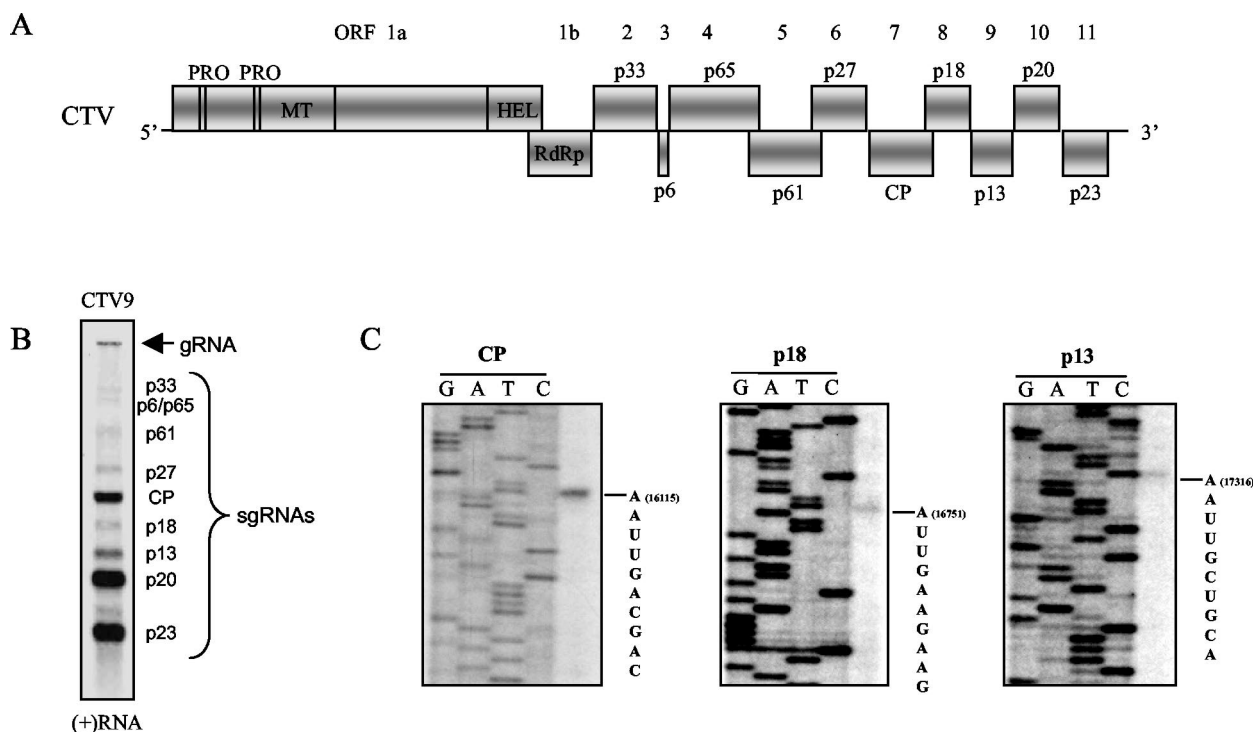 A
ORF 1a 1b 2 3 4 5 6 7 8 9 10 11
p33 p65 p27 p18 p20
PRO PRO
CTV
MT HEL
5’ 3’
RdRp
p6 p61 CP p13 p23
B
CTV9
gRNA
p33
p6/p65
p61
p27
CP
p18
p13
p20
p23
sgRNAs
(+)RNA
C
CP
G A T C
A (16115)
A
U
U
G
A
C
G
A
C
p18
G A T C
A (16751)
U
U
G
A
A
G
A
A
G
p13
G A T C
A (17316)
A
U
U
G
C
U
G
C
A